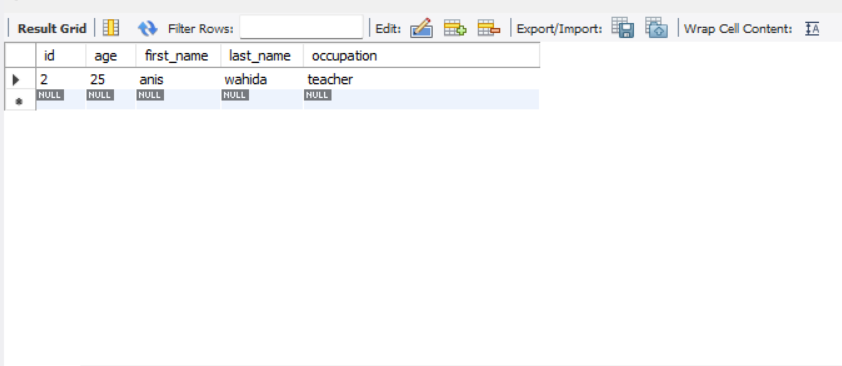 Result Grid Filter Rows: Edit: Export/Import: Wrap Cell Content: IA
id age first_name last_name occupation
2 25 anis wahida teacher
NULL NULL NULL NULL NULL